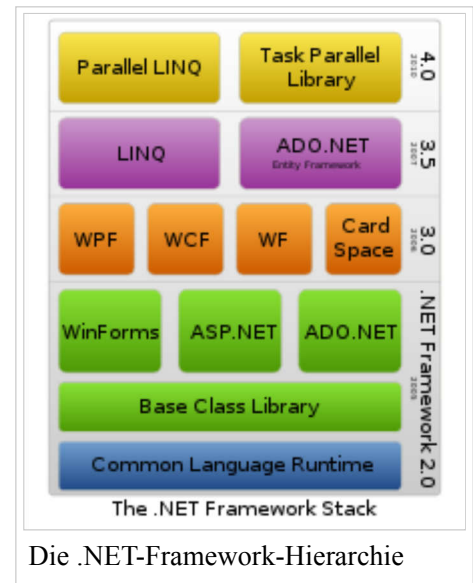 Parallel LINQ
Task Parallel
Library
4.0
2010
LINQ
ADO.NET
Entity Framework
3.5
2007
WPF
WCF
WF
Card
Space
3.0
2006
WinForms
ASP.NET
ADO.NET
Base Class Library
Common Language Runtime
.NET Framework 2.0
2005
The .NET Framework Stack
Die .NET-Framework-Hierarchie